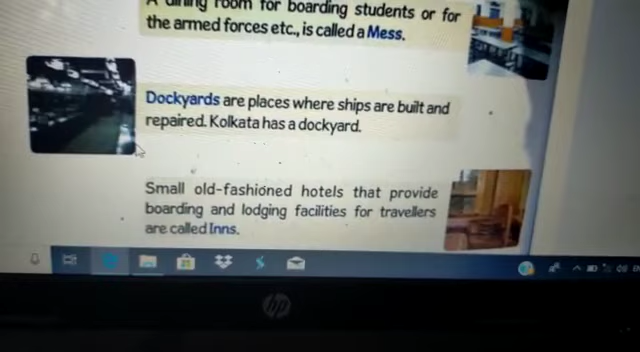 A dining room for boarding students or for
the armed forces etc., is called a Mess.
Dockyards are places where ships are built and
repaired. Kolkata has a dockyard.
Small old-fashioned hotels that provide
boarding and lodging facilities for travellers
are called Inns.
hp